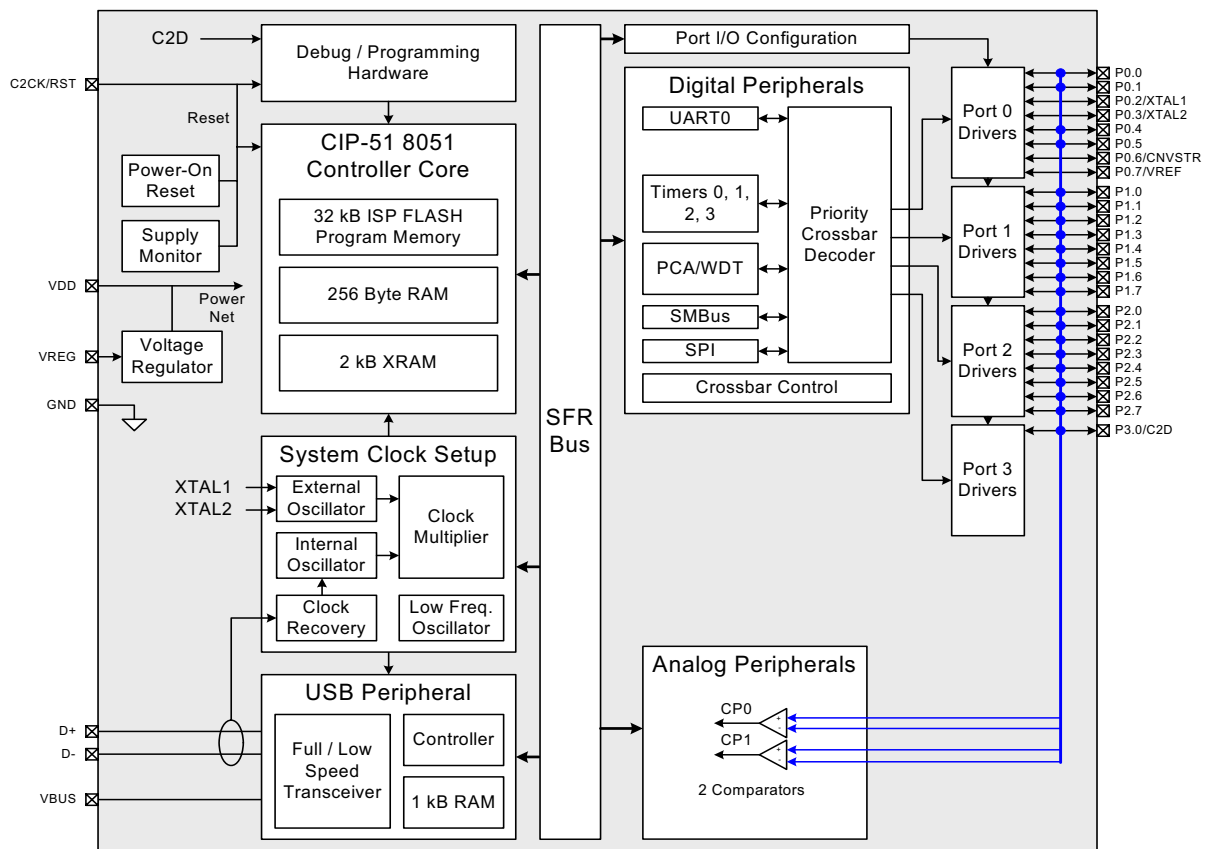 C2D
C2CK/RST
Debug / Programming
Hardware
Reset
Power-On
Reset
Supply
Monitor
VDD
Power
Net
VREG
Voltage
Regulator
GND
CIP-51 8051
Controller Core
32 kB ISP FLASH
Program Memory
256 Byte RAM
2 kB XRAM
System Clock Setup
XTAL1
XTAL2
External
Oscillator
Internal
Oscillator
Clock
Recovery
Clock
Multiplier
Low Freq.
Oscillator
USB Peripheral
D+
D-
VBUS
Full / Low
Speed
Transceiver
Controller
1 kB RAM
SFR
Bus
Port I/O Configuration
Digital Peripherals
UART0
Timers 0, 1,
2, 3
PCA/WDT
SMBus
SPI
Priority
Crossbar
Decoder
Crossbar Control
Port 0
Drivers
Port 1
Drivers
Port 2
Drivers
Port 3
Drivers
P0.0
P0.1
P0.2/XTAL1
P0.3/XTAL2
P0.4
P0.5
P0.6/CNVSTR
P0.7/VREF
P1.0
P1.1
P1.2
P1.3
P1.4
P1.5
P1.6
P1.7
P2.0
P2.1
P2.2
P2.3
P2.4
P2.5
P2.6
P2.7
P3.0/C2D
Analog Peripherals
CP0
+
-
CP1
+
-
2 Comparators